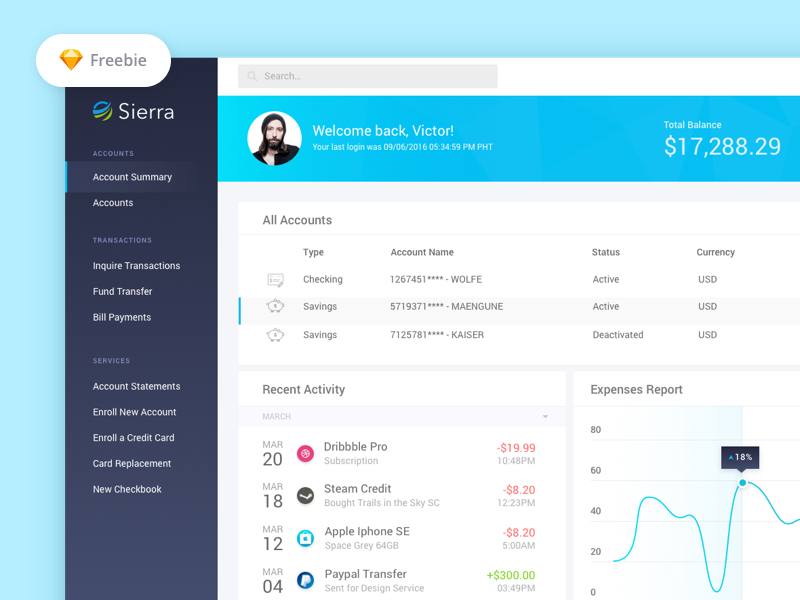 Freebie
Sierra
Search...
Welcome back, Victor!
Your last login was 09/06/2016 05:34:59 PM PHT
Total Balance
$17,288.29
ACCOUNTS
Account Summary
Accounts
TRANSACTIONS
Inquire Transactions
Fund Transfer
Bill Payments
SERVICES
Account Statements
Enroll New Account
Enroll a Credit Card
Card Replacement
New Checkbook
All Accounts
Type Account Name Status Currency
Checking 1267451**** - WOLFE Active USD
Savings 5719371**** - MAENGUNE Active USD
Savings 7125781**** - KAISER Deactivated USD
Recent Activity
MARCH
MAR 20 Dribbble Pro -$19.99
Subscription 10:48PM
MAR 18 Steam Credit -$8.20
Bought Trails in the Sky SC 12:23PM
MAR 12 Apple Iphone SE -$8.20
Space Grey 64GB 5:00AM
MAR 04 Paypal Transfer +$300.00
Sent for Design Service 03:49PM
Expenses Report
80
60
40
20
0
18%